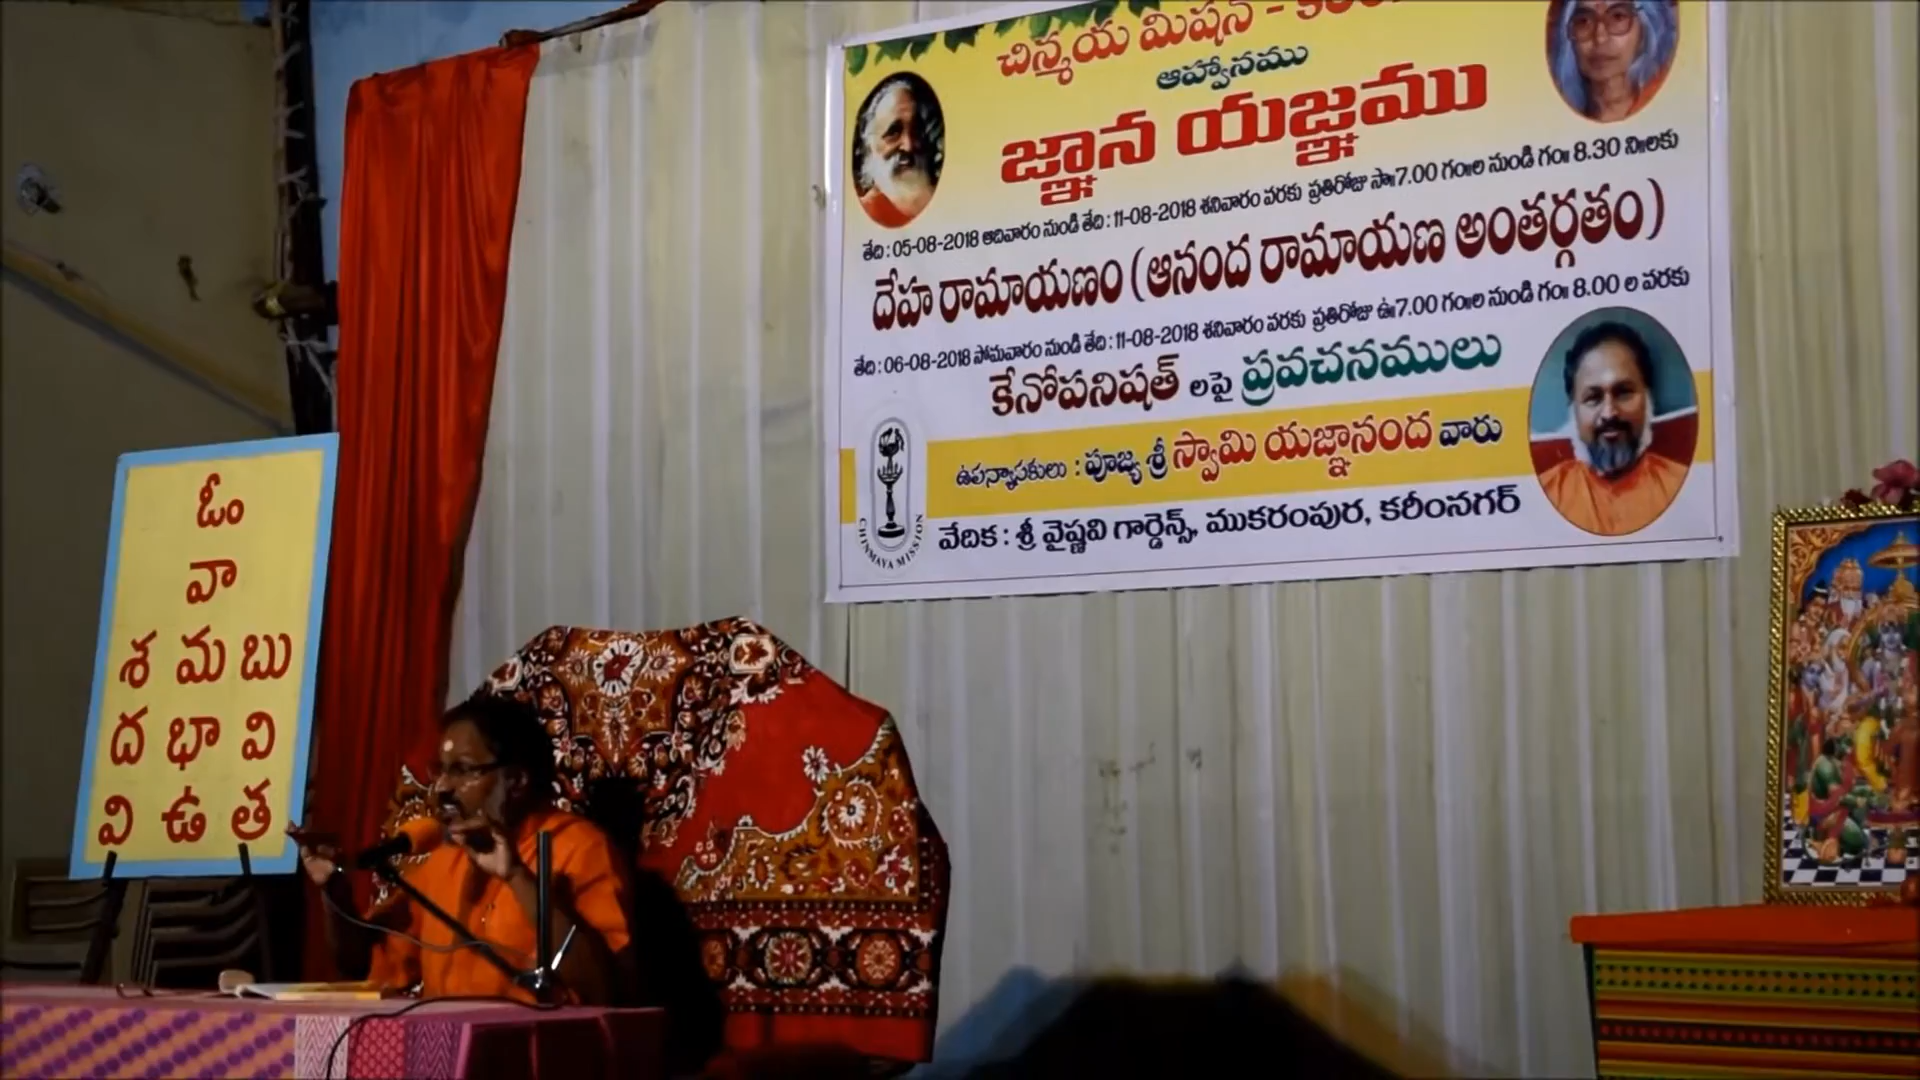 చిన్మయ మిషన్ -
ఆహ్వానము
జ్ఞాన యజ్ఞము
తేది : 05-08-2018 ఆదివారం నుండి తేది : 11-08-2018 శనివారం వరకు ప్రతిరోజు సా॥7.00 గం॥ల నుండి గం॥ 8.30 ని॥లకు
దేహ రామాయణం (ఆనంద రామాయణ అంతర్గతం)
తేది : 06-08-2018 సోమవారం నుండి తేది : 11-08-2018 శనివారం వరకు ప్రతిరోజు ఉ॥7.00 గం॥ల నుండి గం॥ 8.00 ల వరకు
కేనోపనిషత్ లపై ప్రవచనములు
ఉపన్యాసకులు : పూజ్య శ్రీ స్వామి యజ్ఞానంద వారు
వేదిక : శ్రీ వైష్ణవి గార్డెన్స్, ముకరంపుర, కరీంనగర్
CHINMAYA MISSION
ఓం
వా
శ మ బు
ద భా వి
వి ఉ త